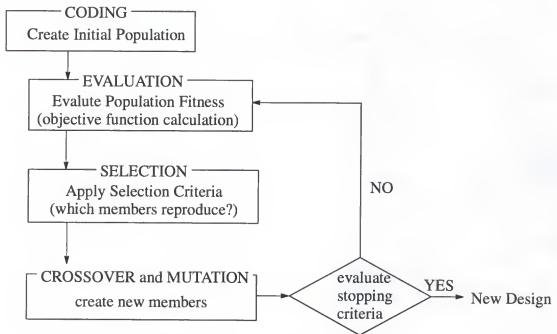 CODING
Create Initial Population
EVALUATION
Evalute Population Fitness
(objective function calculation)
SELECTION
Apply Selection Criteria
(which members reproduce?)
NO
CROSSOVER and MUTATION
create new members
evaluate
stopping
criteria
YES
New Design